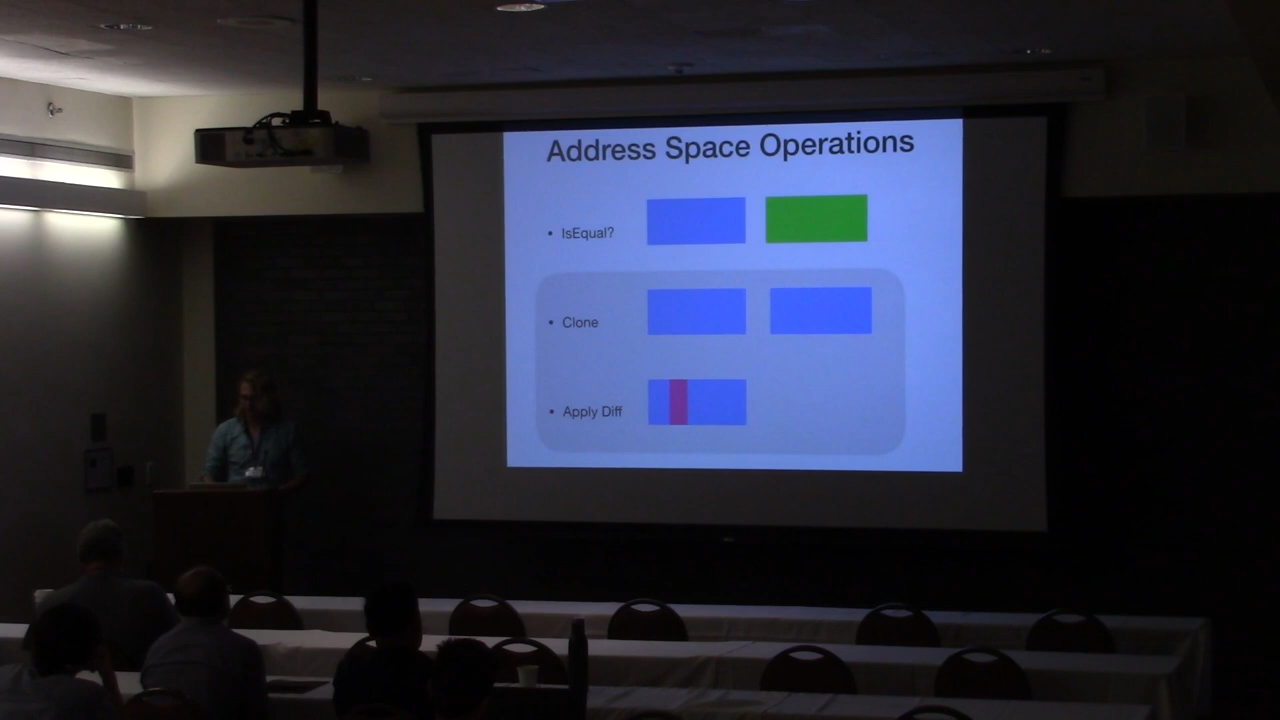 Address Space Operations
• IsEqual?
• Clone
• Apply Diff